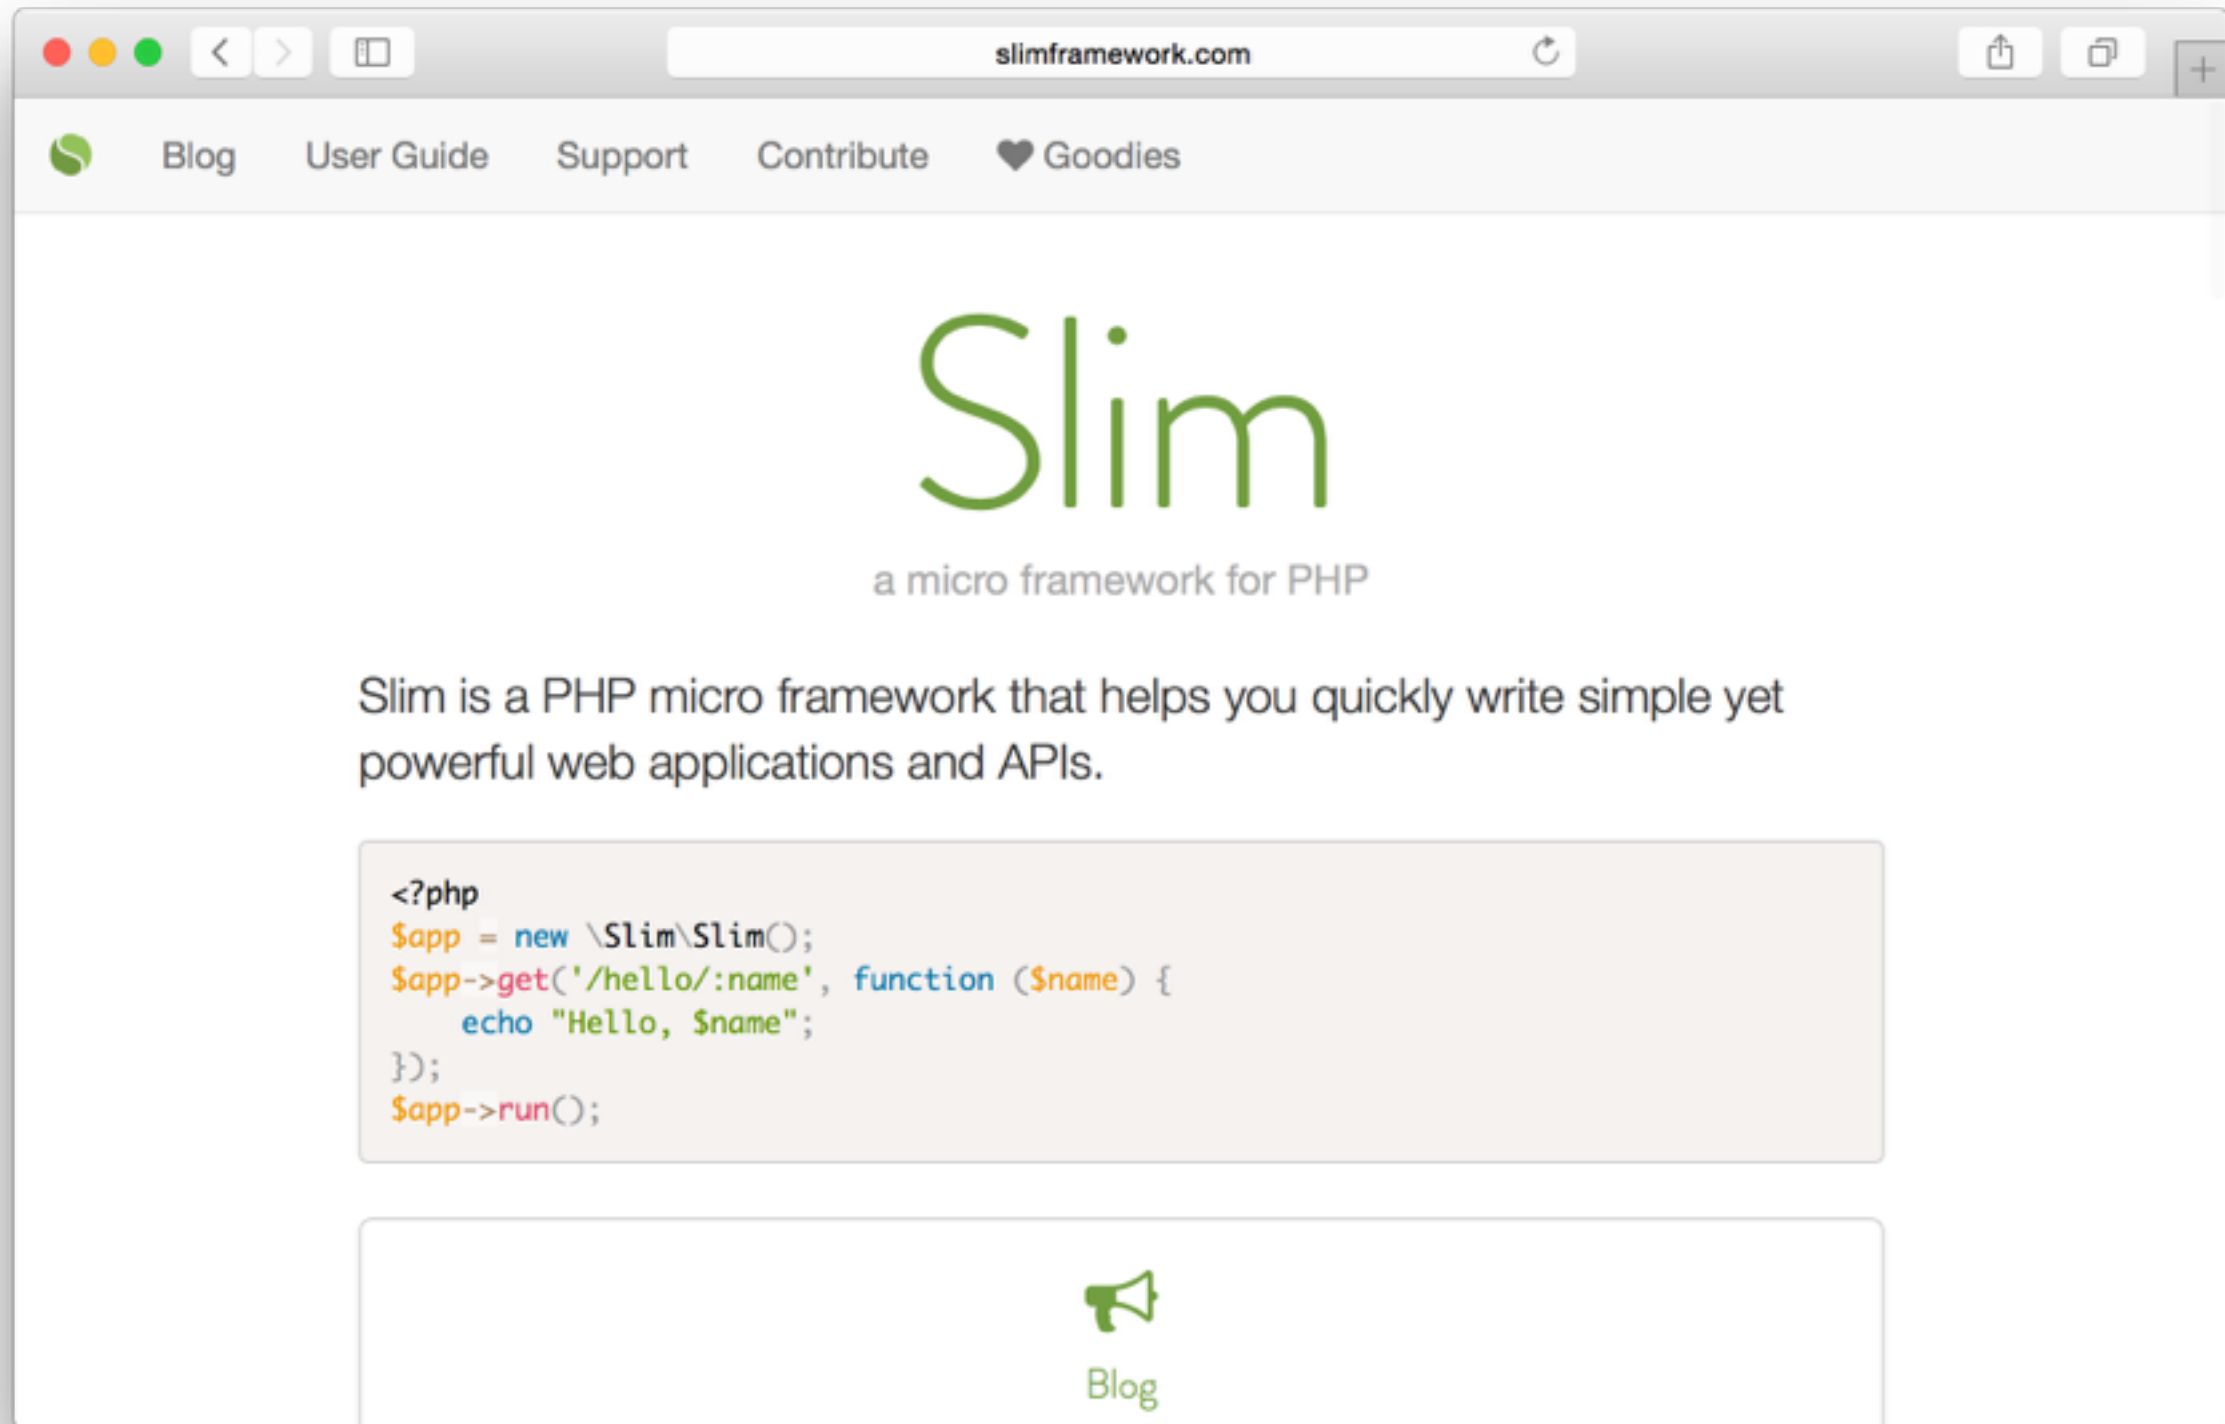 slimframework.com
Blog User Guide Support Contribute Goodies
Slim
a micro framework for PHP
Slim is a PHP micro framework that helps you quickly write simple yet
powerful web applications and APIs.
<?php
$app = new \Slim\Slim();
$app->get('/hello/:name', function ($name) {
    echo "Hello, $name";
});
$app->run();
Blog